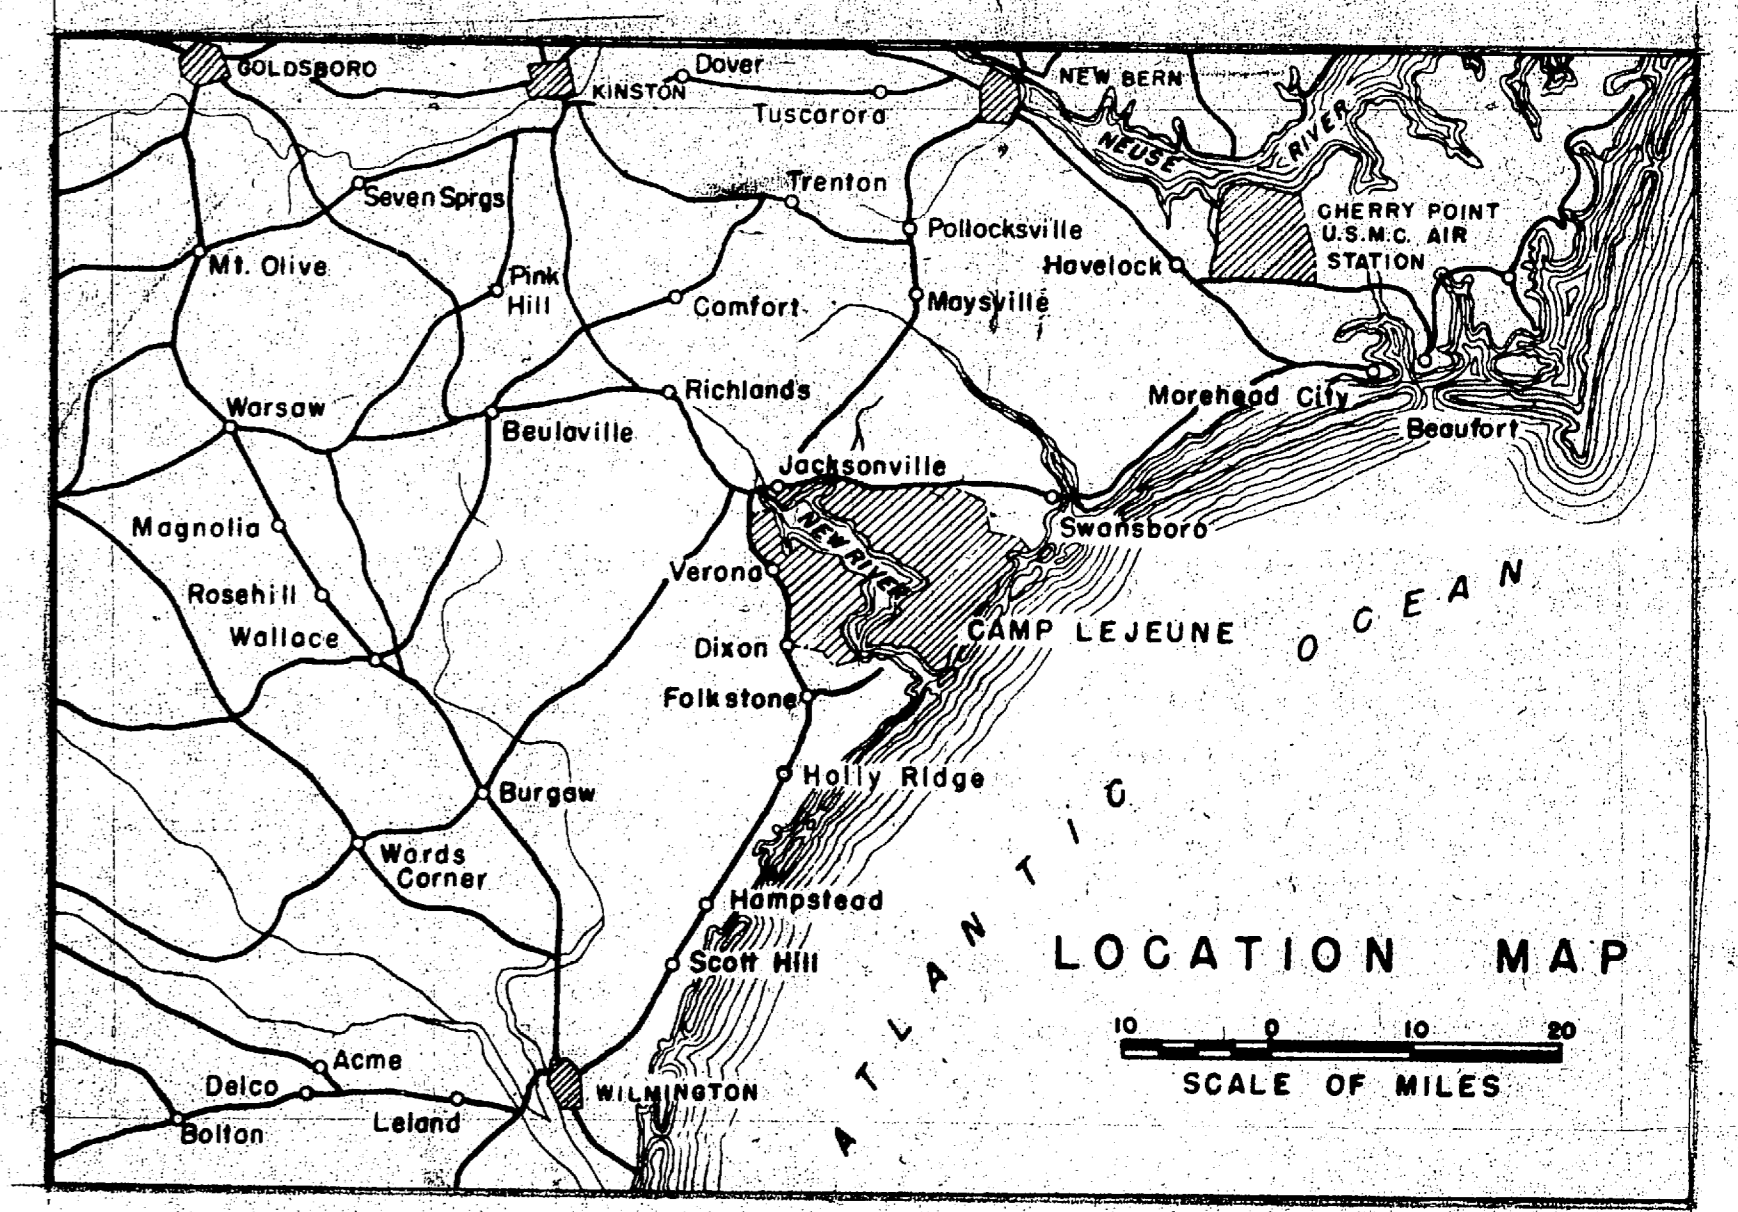 GOLDSBORO
KINSTON
Dover
Tuscarora
NEW BERN
NEUSE RIVER
Trenton
Seven Sprgs
CHERRY POINT
U.S.M.C. AIR
STATION
Pollocksville
Havelock
Mt. Olive
Pink
Hill
Comfort
Maysville
Richlands
Morehead City
Warsaw
Beulaville
Beaufort
Jacksonville
Magnolia
NEW RIVER
Swansboro
Verona
Rosehill
Wallace
CAMP LEJEUNE
Dixon
Folkstone
Holly RIdge
Burgaw
Wards
Corner
Hampstead
Scott Hill
ATLANTIC OCEAN
LOCATION MAP
10 0 10 20
SCALE OF MILES
Acme
Delco
Leland
WILMINGTON
Bolton